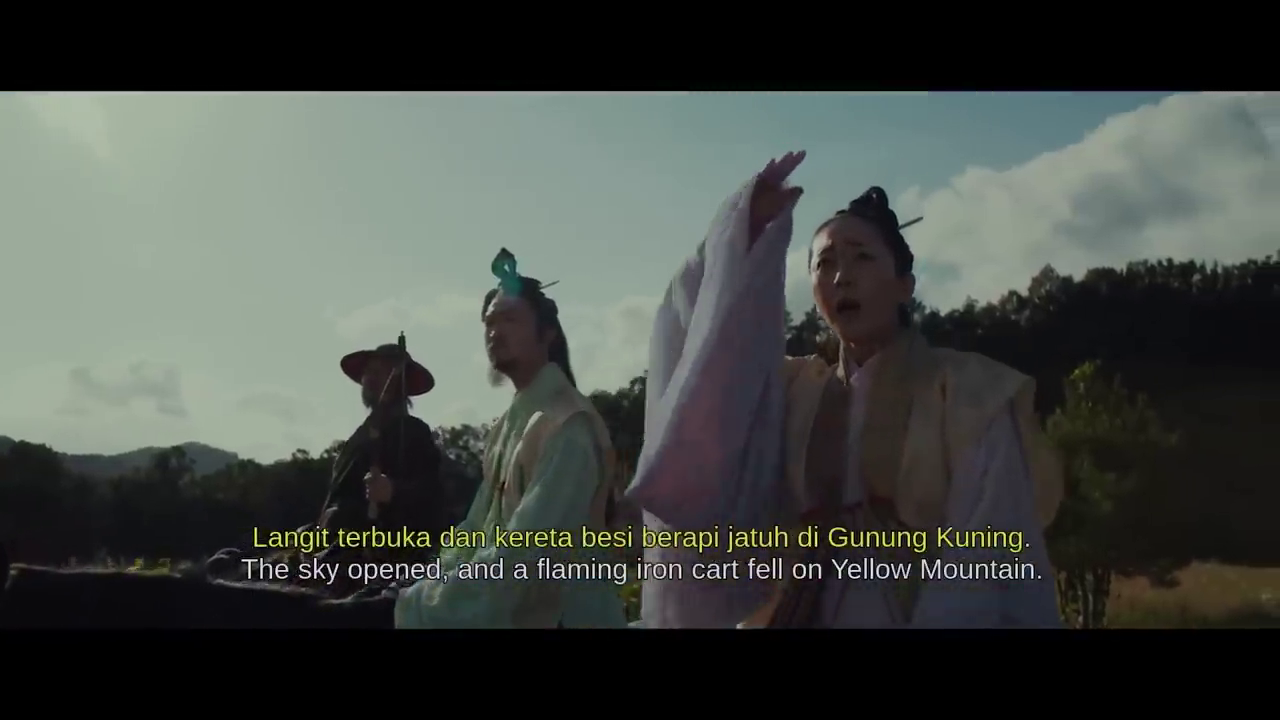 Langit terbuka dan kereta besi berapi jatuh di Gunung Kuning.
The sky opened, and a flaming iron cart fell on Yellow Mountain.